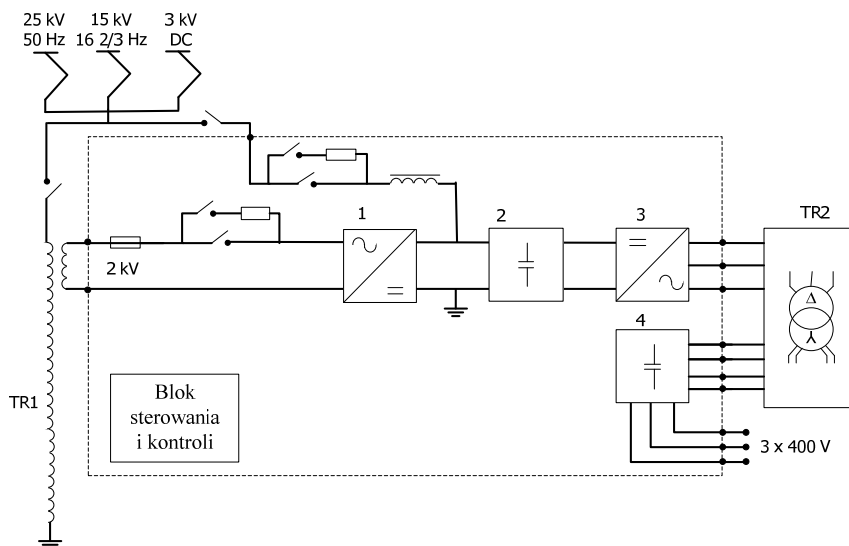 25 kV 15 kV 3 kV
50 Hz 16 2/3 Hz DC
1
2
3
TR2
2 kV
Δ
4
TR1
Blok
sterowania
i kontroli
3 x 400 V